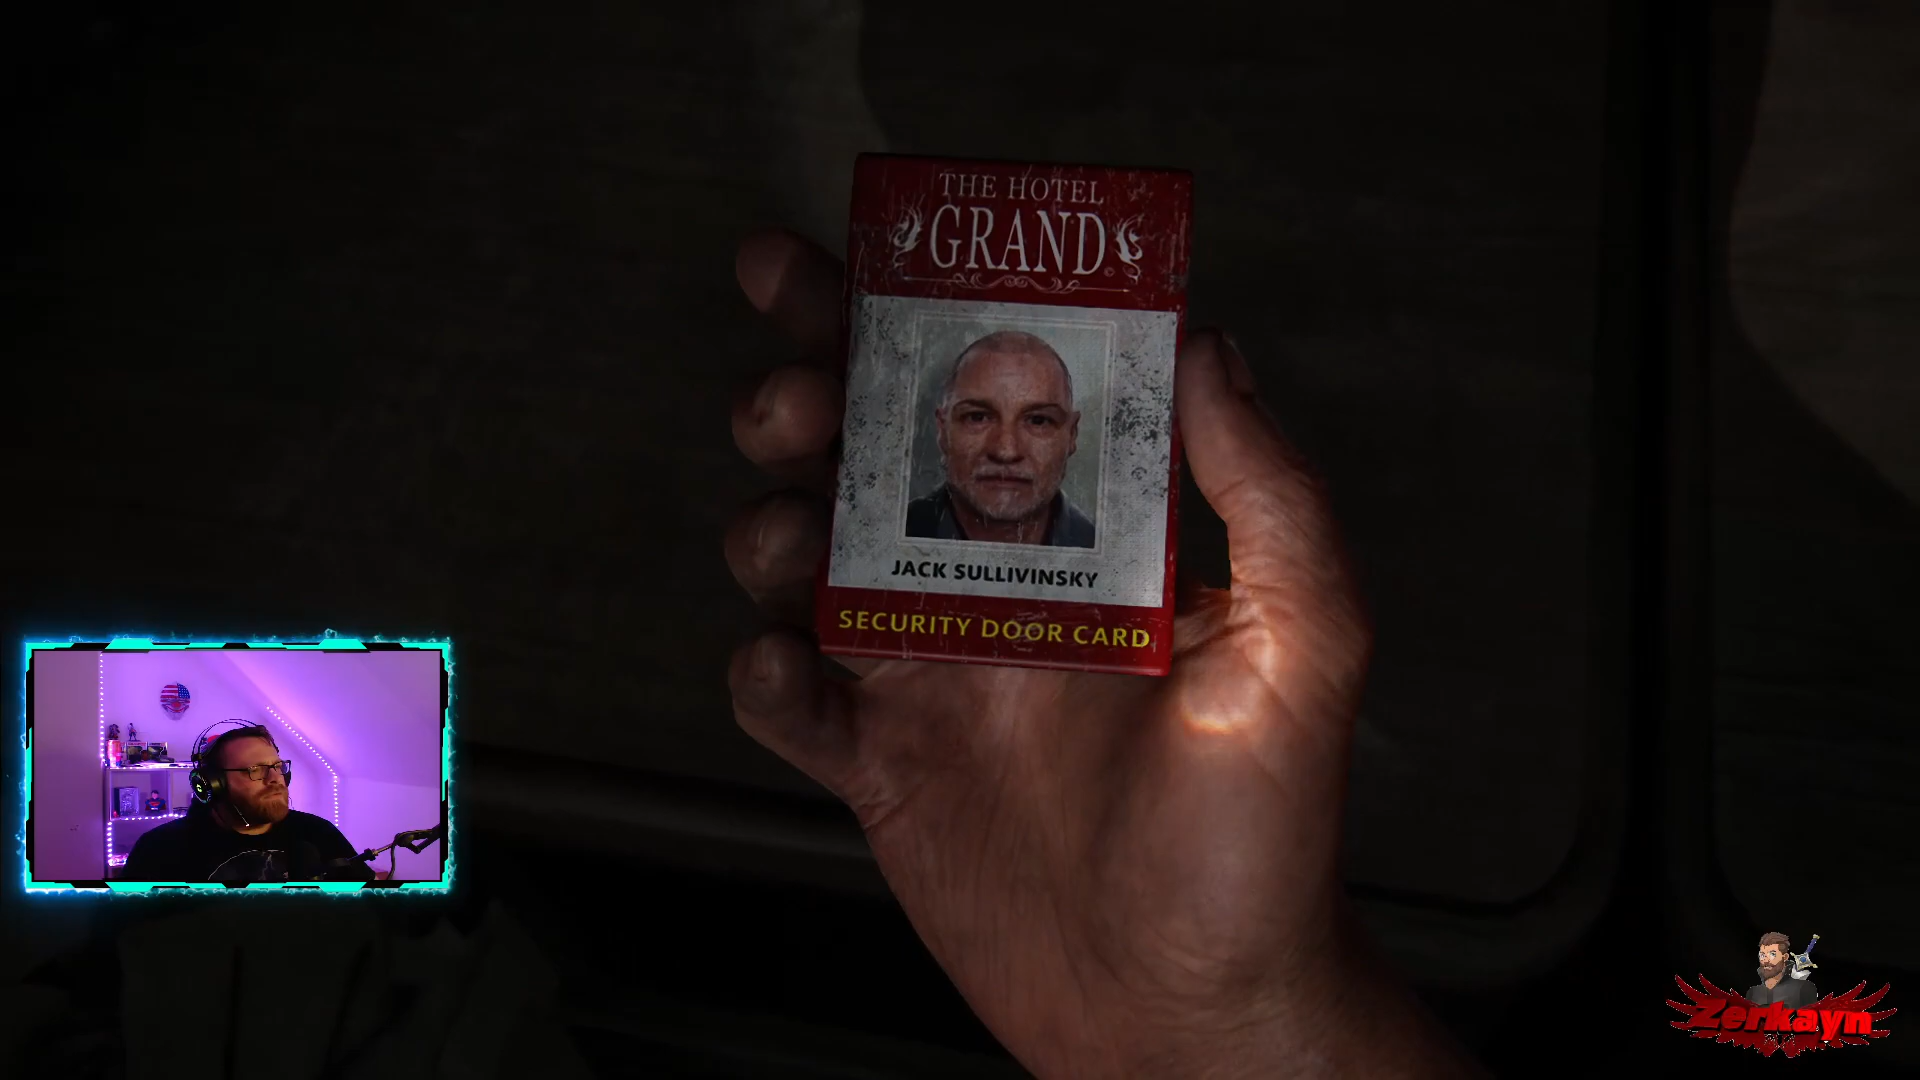 THE HOTEL
GRAND
JACK SULLIVINSKY
SECURITY DOOR CARD
Zerkayn